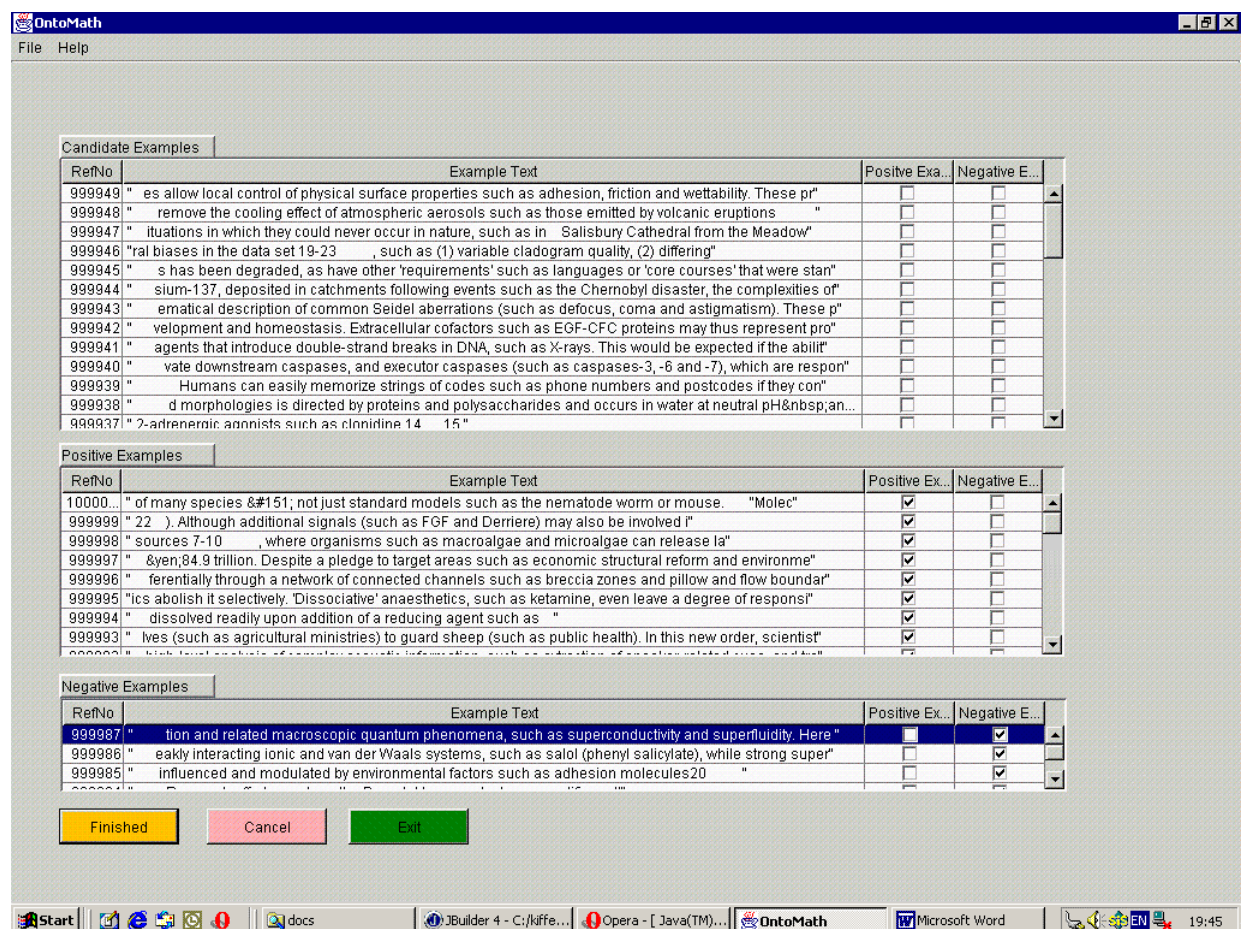 OntoMath
File Help
Candidate Examples
RefNo Example Text Positve Exa... Negative E...
999949 " es allow local control of physical surface properties such as adhesion, friction and wettability. These pr"
999948 " remove the cooling effect of atmospheric aerosols such as those emitted by volcanic eruptions "
999947 " ituations in which they could never occur in nature, such as in Salisbury Cathedral from the Meadow"
999946 "ral biases in the data set 19-23 , such as (1) variable cladogram quality, (2) differing"
999945 " s has been degraded, as have other 'requirements' such as languages or 'core courses' that were stan"
999944 " sium-137, deposited in catchments following events such as the Chernobyl disaster, the complexities of"
999943 " ematical description of common Seidel aberrations (such as defocus, coma and astigmatism). These p"
999942 " velopment and homeostasis. Extracellular cofactors such as EGF-CFC proteins may thus represent pro"
999941 " agents that introduce double-strand breaks in DNA, such as X-rays. This would be expected if the abilit"
999940 " vate downstream caspases, and executor caspases (such as caspases-3, -6 and -7), which are respon"
999939 " Humans can easily memorize strings of codes such as phone numbers and postcodes if they con"
999938 " d morphologies is directed by proteins and polysaccharides and occurs in water at neutral pH&nbsp;an...
999937 " 2-adrenergic agonists such as clonidine 14 15 "
Positive Examples
RefNo Example Text Positive Ex... Negative E...
10000... " of many species &#151; not just standard models such as the nematode worm or mouse. "Molec"
999999 " 22 ). Although additional signals (such as FGF and Derriere) may also be involved i"
999998 " sources 7-10 , where organisms such as macroalgae and microalgae can release la"
999997 " &yen;84.9 trillion. Despite a pledge to target areas such as economic structural reform and environme"
999996 " ferentially through a network of connected channels such as breccia zones and pillow and flow boundar"
999995 "ics abolish it selectively. 'Dissociative' anaesthetics, such as ketamine, even leave a degree of responsi"
999994 " dissolved readily upon addition of a reducing agent such as "
999993 " lves (such as agricultural ministries) to guard sheep (such as public health). In this new order, scientist"
Negative Examples
RefNo Example Text Positive Ex... Negative E...
999987 " tion and related macroscopic quantum phenomena, such as superconductivity and superfluidity. Here "
999986 " eakly interacting ionic and van der Waals systems, such as salol (phenyl salicylate), while strong super"
999985 " influenced and modulated by environmental factors such as adhesion molecules20 "
Finished Cancel Exit
Start docs JBuilder 4 - C:/kiffe... Opera - [ Java(TM)... OntoMath Microsoft Word EN 19:45